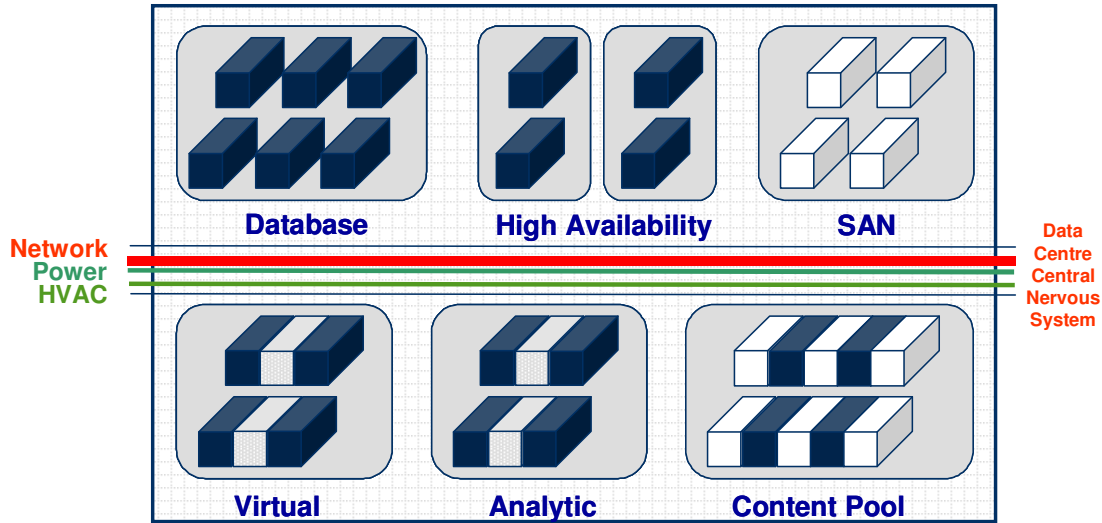 Database
High Availability
SAN
Network
Power
HVAC
Data
Centre
Central
Nervous
System
Virtual
Analytic
Content Pool